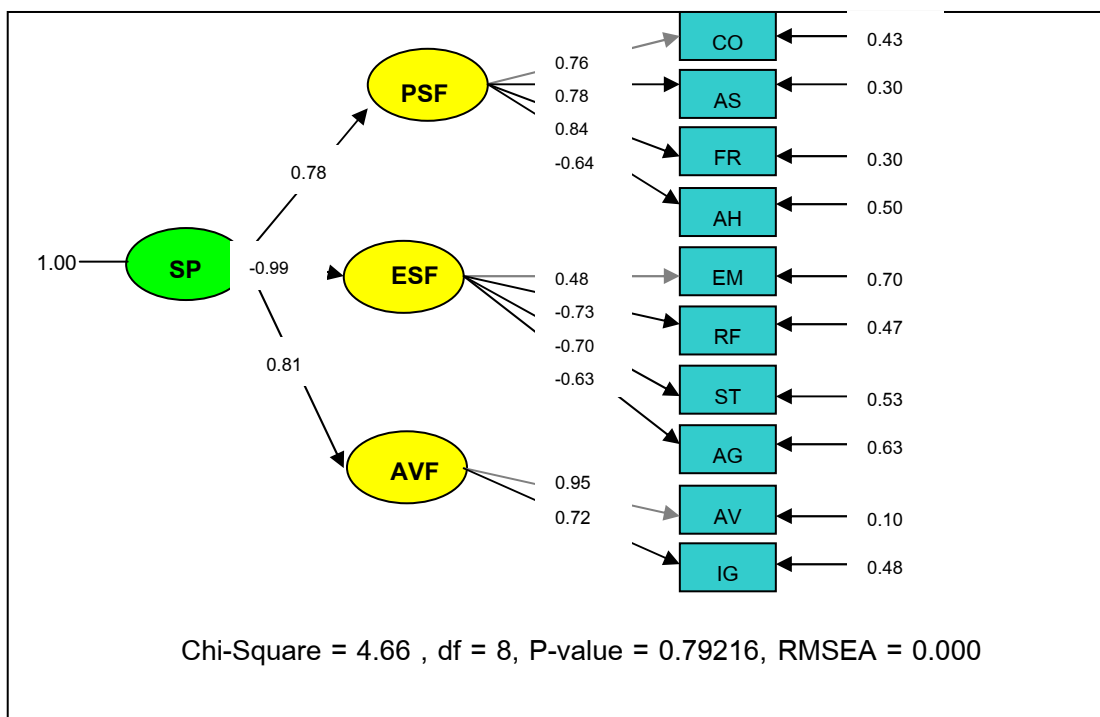 CO
0.43
0.76
PSF
0.78
AS
0.30
0.84
FR
0.30
-0.64
0.78
AH
0.50
1.00
SP
-0.99
ESF
0.48
EM
0.70
-0.73
RF
0.47
-0.70
-0.63
0.81
ST
0.53
AG
0.63
AVF
0.95
0.72
AV
0.10
IG
0.48
Chi-Square = 4.66 , df = 8, P-value = 0.79216, RMSEA = 0.000